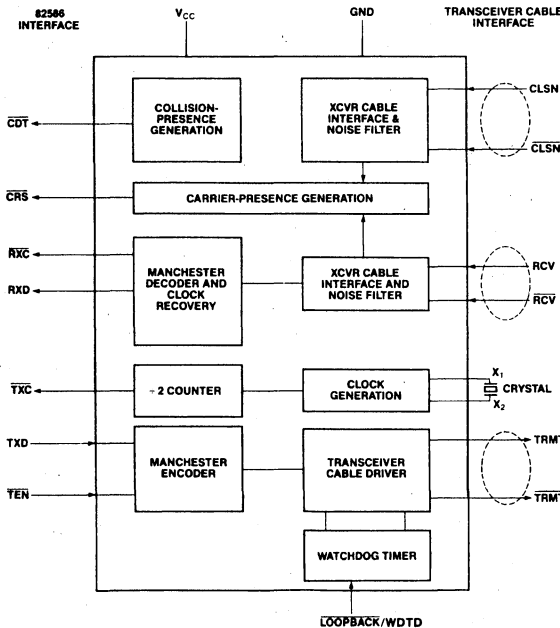 82586
INTERFACE
VCC
GND
TRANSCEIVER CABLE
INTERFACE
COLLISION-
PRESENCE
GENERATION
XCVR CABLE
INTERFACE &
NOISE FILTER
CLSN
CLSN
CDT
CRS
CARRIER-PRESENCE GENERATION
RXC
RXD
MANCHESTER
DECODER AND
CLOCK
RECOVERY
XCVR CABLE
INTERFACE AND
NOISE FILTER
RCV
RCV
TXC
÷ 2 COUNTER
CLOCK
GENERATION
X1
CRYSTAL
X2
TXD
TEN
MANCHESTER
ENCODER
TRANSCEIVER
CABLE DRIVER
TRMT
TRMT
WATCHDOG TIMER
LOOPBACK/WDTD